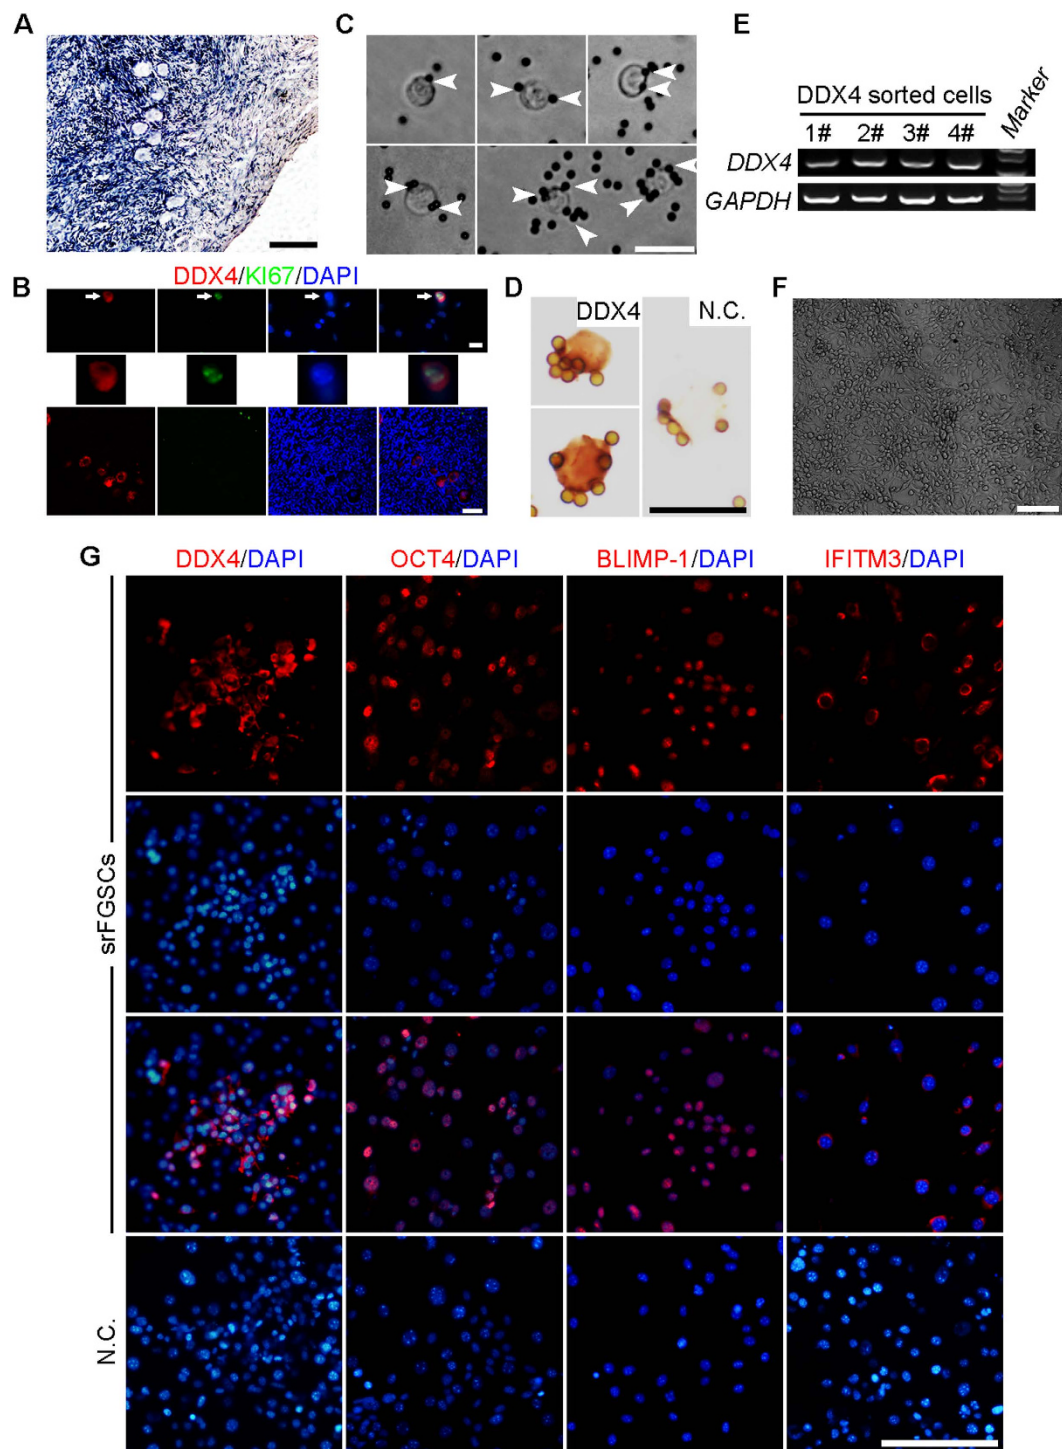 A
C
E
DDX4 sorted cells
1# 2# 3# 4# Marker
DDX4
GAPDH
B
DDX4/KI67/DAPI
D
DDX4
N.C.
F
G
DDX4/DAPI
OCT4/DAPI
BLIMP-1/DAPI
IFITM3/DAPI
srFGSCs
N.C.